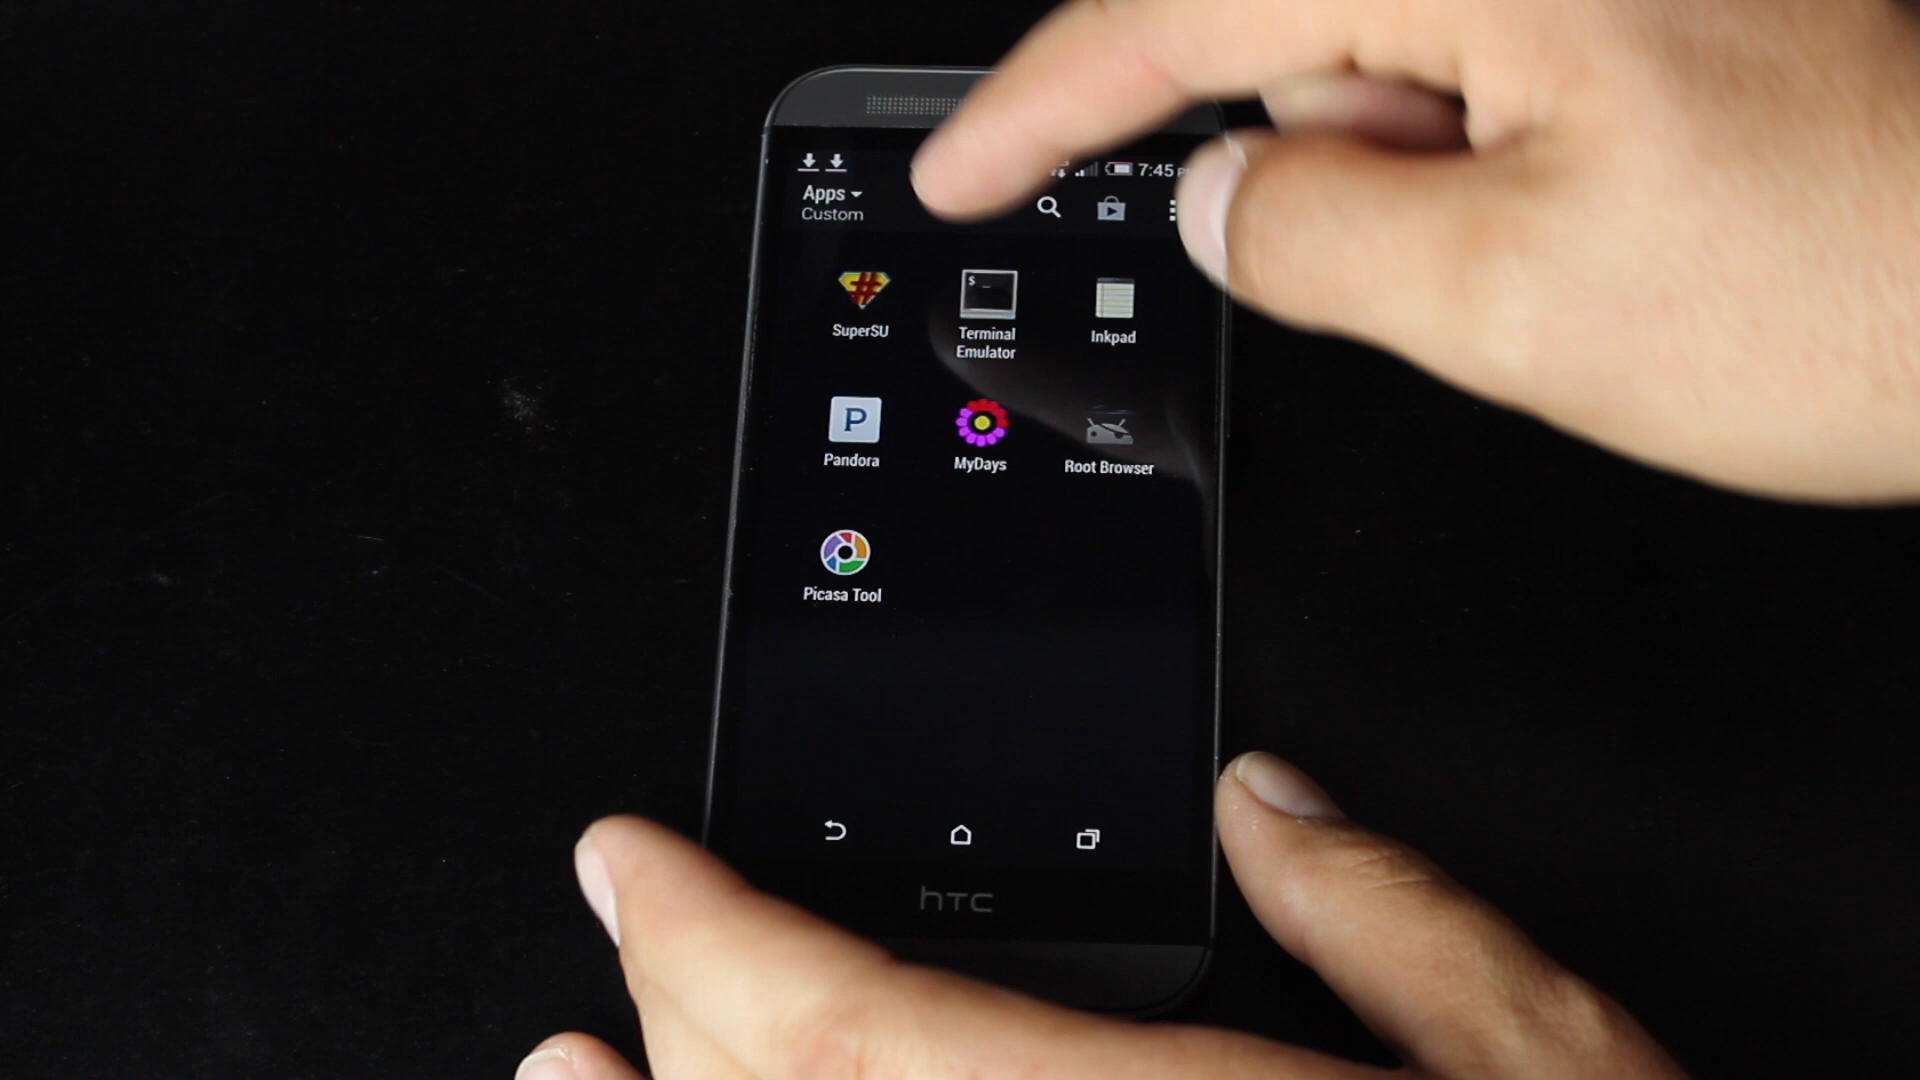 7:45
Apps
Custom
SuperSU
Terminal
Emulator
Inkpad
P
Pandora
MyDays
Root Browser
Picasa Tool
hTC